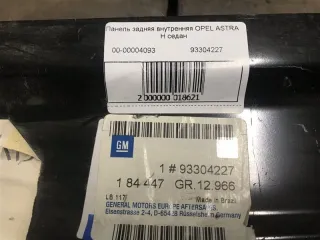 Панель задняя внутренняя OPEL ASTRA
H седан
00-00004093 93304227
2 000000 018621
GM
1 # 93304227
1 84 447 GR.12.966
LB 117 Made in Brazil
GENERAL MOTORS EUROPE AFTERSALES
Eisenstrasse 2-4, D-65428 Rüsselsheim Germany